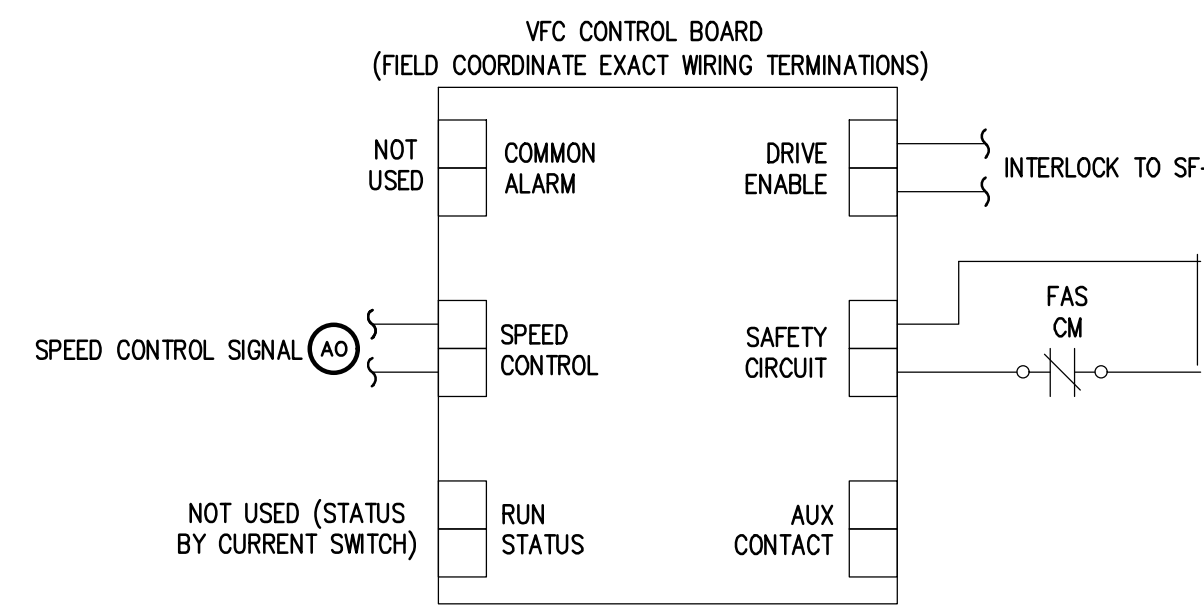 VFC CONTROL BOARD
(FIELD COORDINATE EXACT WIRING TERMINATIONS)
NOT
USED
COMMON
ALARM
DRIVE
ENABLE
INTERLOCK TO SF-
SPEED CONTROL SIGNAL
AO
SPEED
CONTROL
SAFETY
CIRCUIT
FAS
CM
NOT USED (STATUS
BY CURRENT SWITCH)
RUN
STATUS
AUX
CONTACT